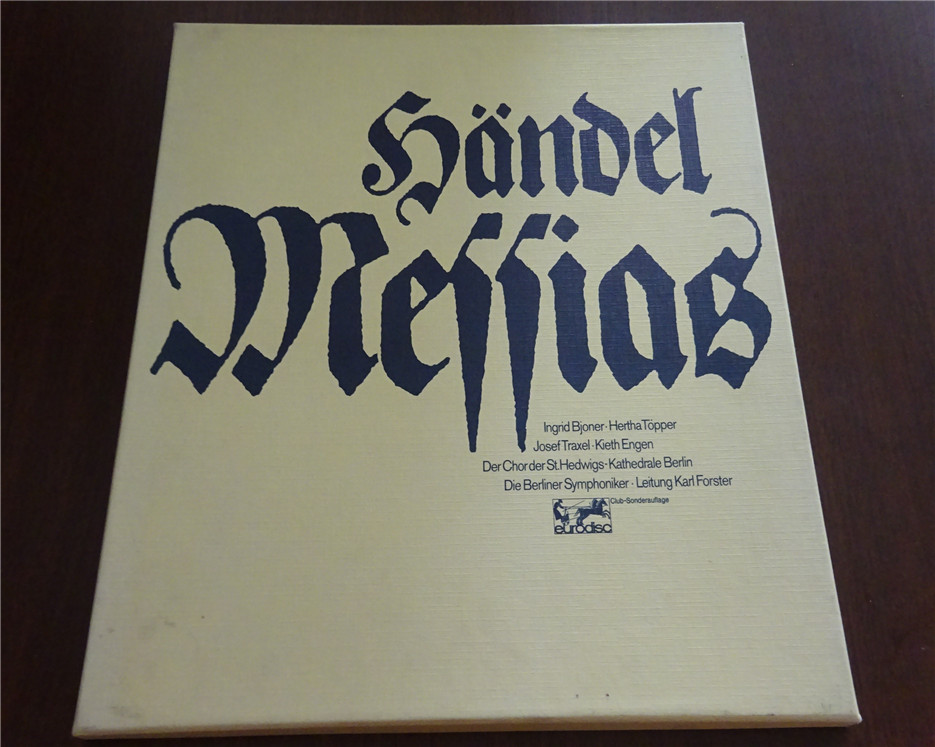 Händel
Messias
Ingrid Bjoner · Hertha Töpper
Josef Traxel · Kieth Engen
Der Chor der St. Hedwigs-Kathedrale Berlin
Die Berliner Symphoniker · Leitung Karl Forster
Club-Sonderauflage
eurodisc